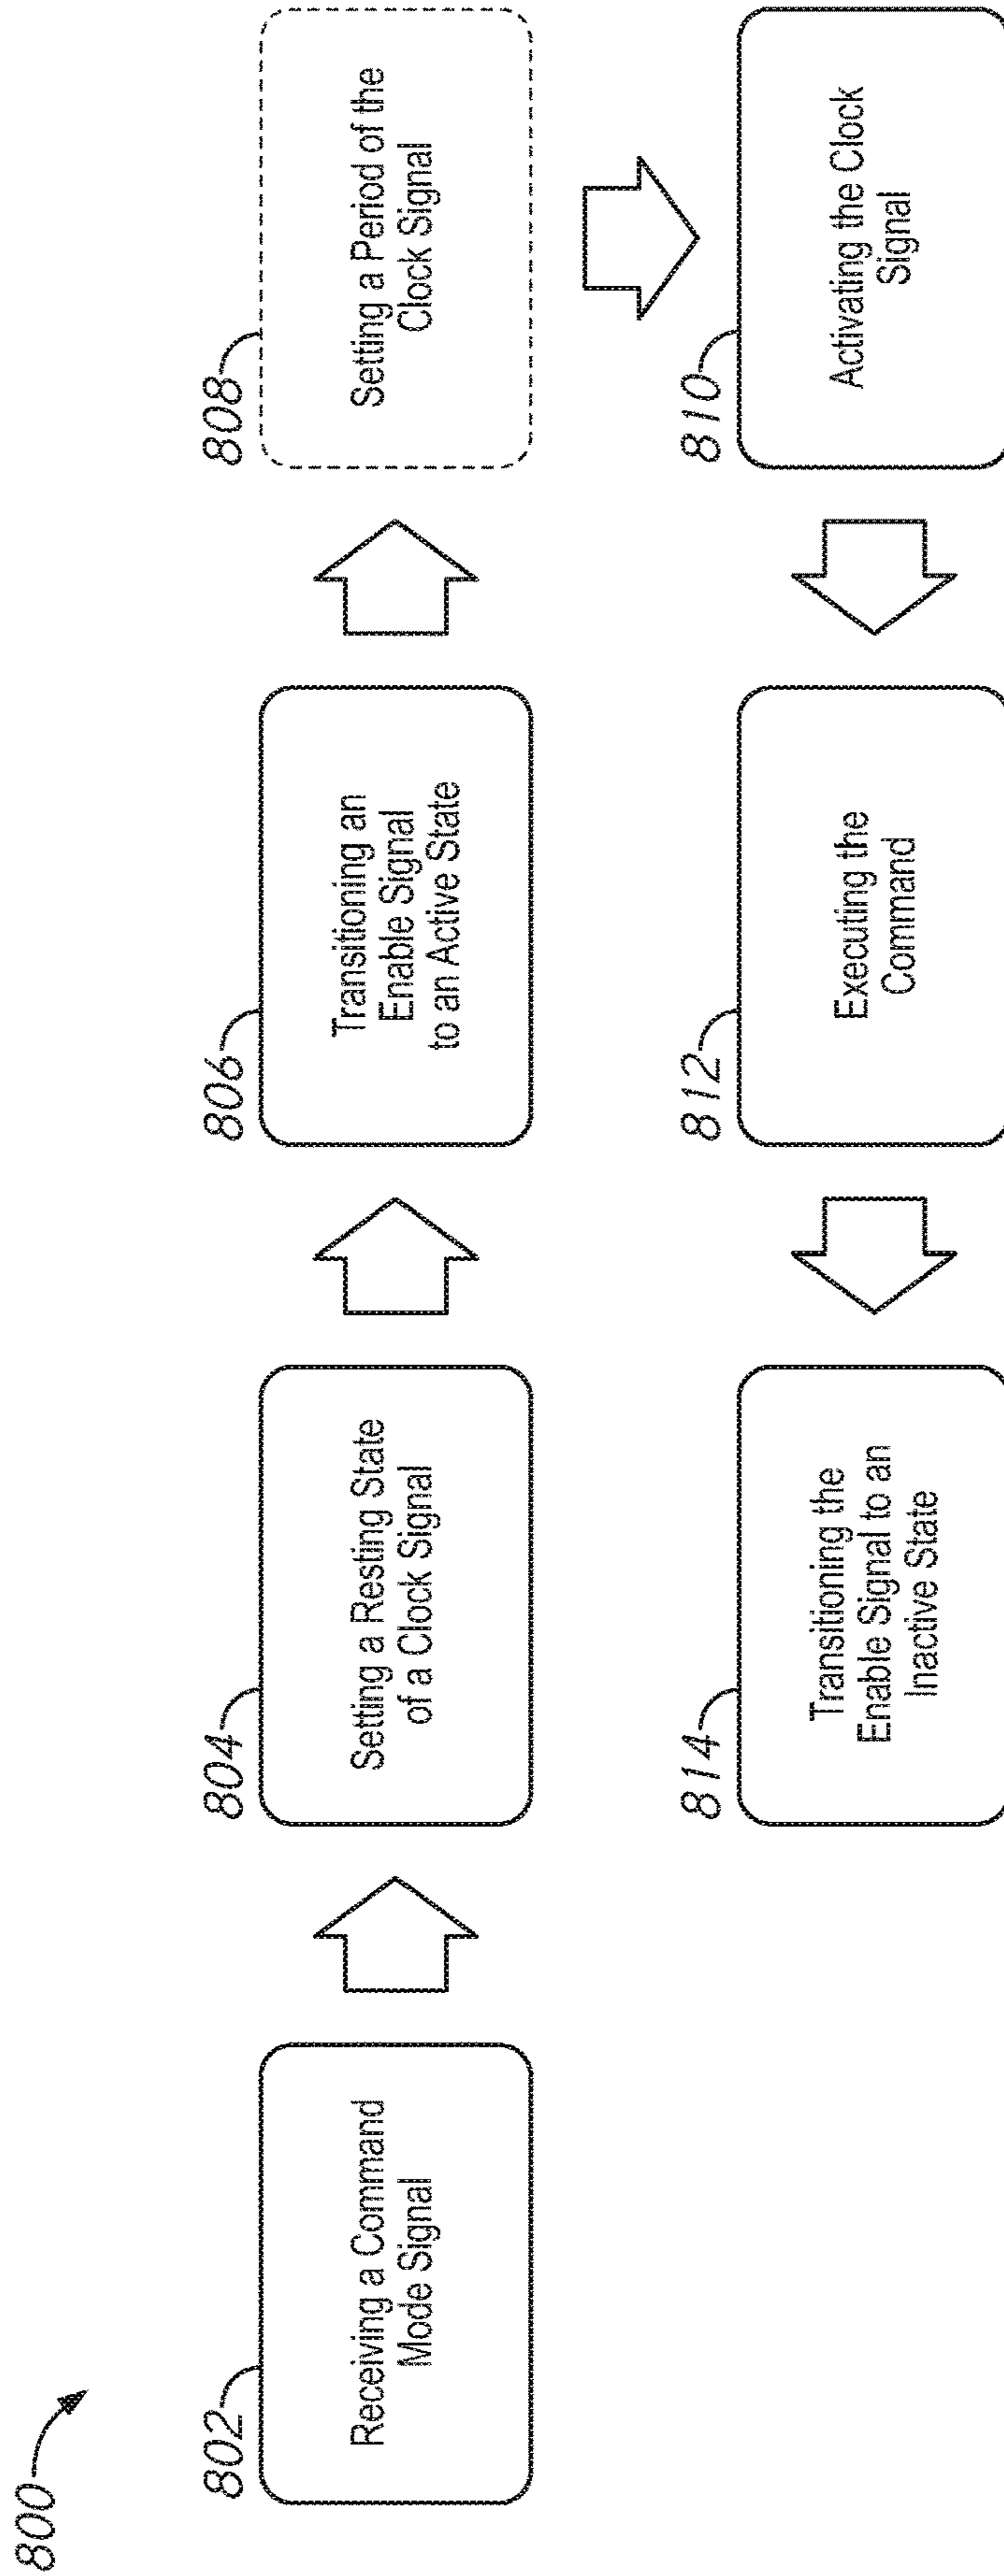 800
802
Receiving a Command
Mode Signal
804
Setting a Resting State
of a Clock Signal
806
Transitioning an
Enable Signal
to an Active State
808
Setting a Period of the
Clock Signal
810
Activating the Clock
Signal
812
Executing the
Command
814
Transitioning the
Enable Signal to an
Inactive State